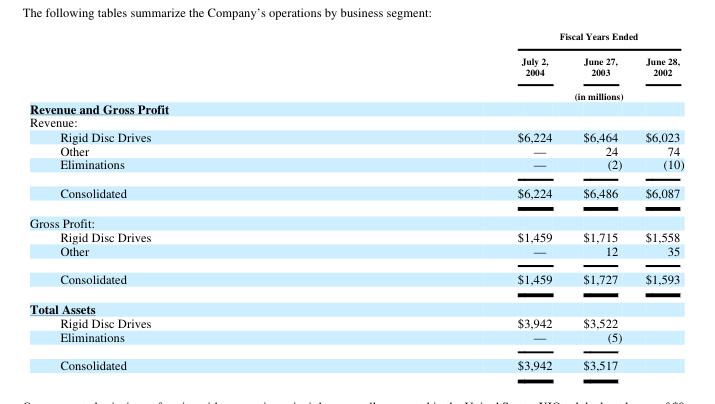 The following tables summarize the Company's operations by business segment:
Fiscal Years Ended
July 2, 2004 June 27, 2003 June 28, 2002
(in millions)
Revenue and Gross Profit
Revenue:
Rigid Disc Drives $6,224 $6,464 $6,023
Other — 24 74
Eliminations — (2) (10)
Consolidated $6,224 $6,486 $6,087
Gross Profit:
Rigid Disc Drives $1,459 $1,715 $1,558
Other — 12 35
Consolidated $1,459 $1,727 $1,593
Total Assets
Rigid Disc Drives $3,942 $3,522
Eliminations — (5)
Consolidated $3,942 $3,517